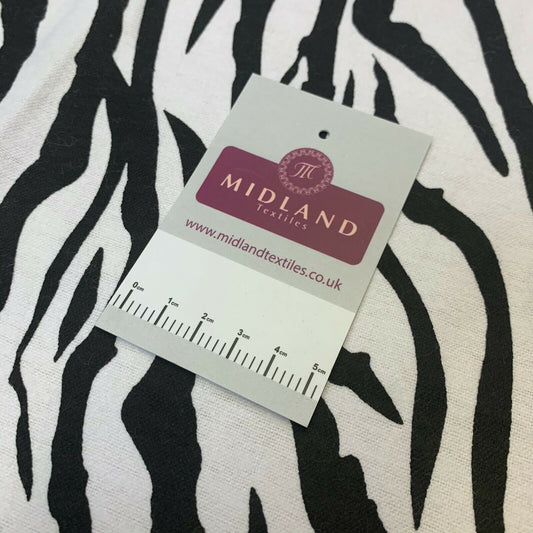 M
MIDLAND
Textiles
www.midlandtextiles.co.uk
0cm 1cm 2cm 3cm 4cm 5cm